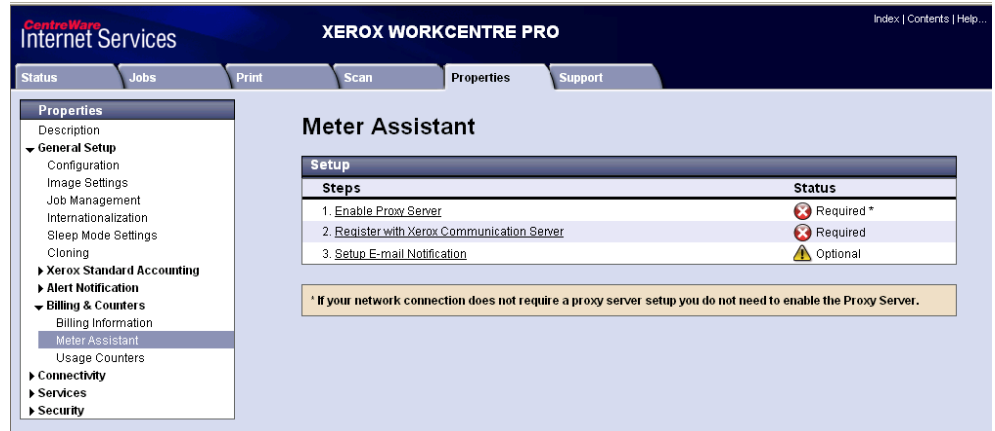 CentreWare
Internet Services
XEROX WORKCENTRE PRO
Index | Contents | Help...
Status Jobs Print Scan Properties Support
Properties
Description
General Setup
Configuration
Image Settings
Job Management
Internationalization
Sleep Mode Settings
Cloning
Xerox Standard Accounting
Alert Notification
Billing & Counters
Billing Information
Meter Assistant
Usage Counters
Connectivity
Services
Security
Meter Assistant
Setup
Steps Status
1. Enable Proxy Server Required *
2. Register with Xerox Communication Server Required
3. Setup E-mail Notification Optional
* If your network connection does not require a proxy server setup you do not need to enable the Proxy Server.